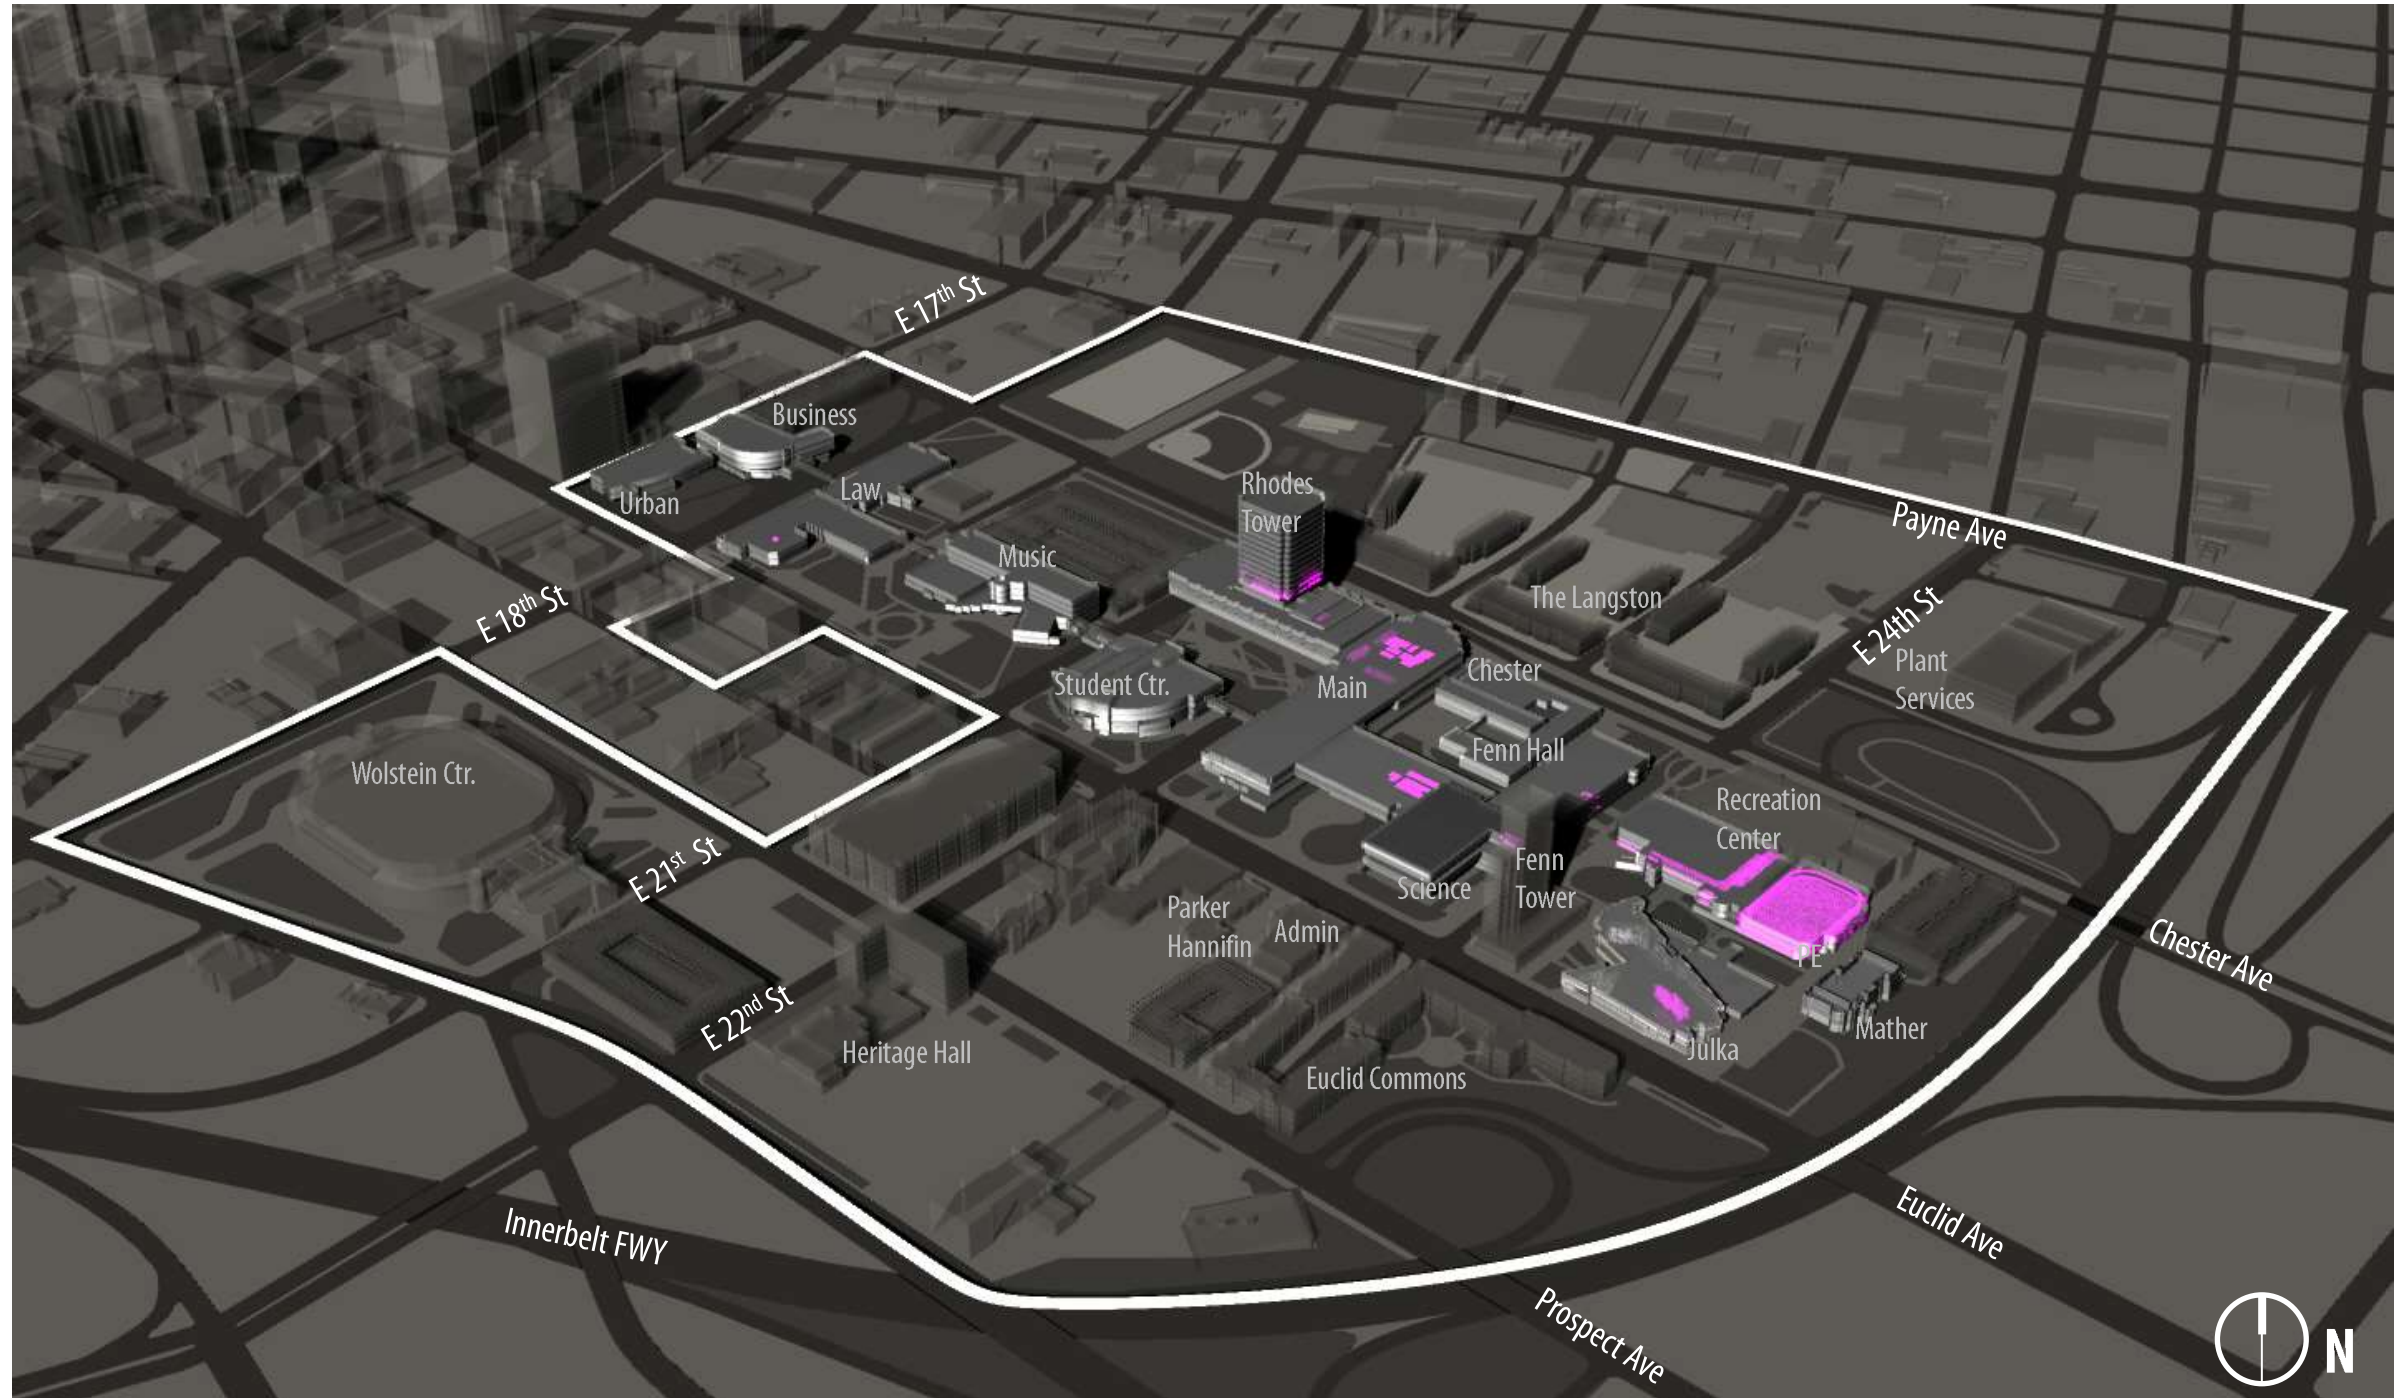 E 17th St
Business
Urban
Law
Rhodes
Tower
Payne Ave
Music
E 18th St
The Langston
E 24th St
Plant
Services
Student Ctr.
Main
Chester
Fenn Hall
Wolstein Ctr.
Recreation
Center
E 21st St
Science
Fenn
Tower
Parker
Hannifin
Admin
PE
Chester Ave
E 22nd St
Heritage Hall
Mather
Julka
Euclid Commons
Innerbelt FWY
Euclid Ave
Prospect Ave
N